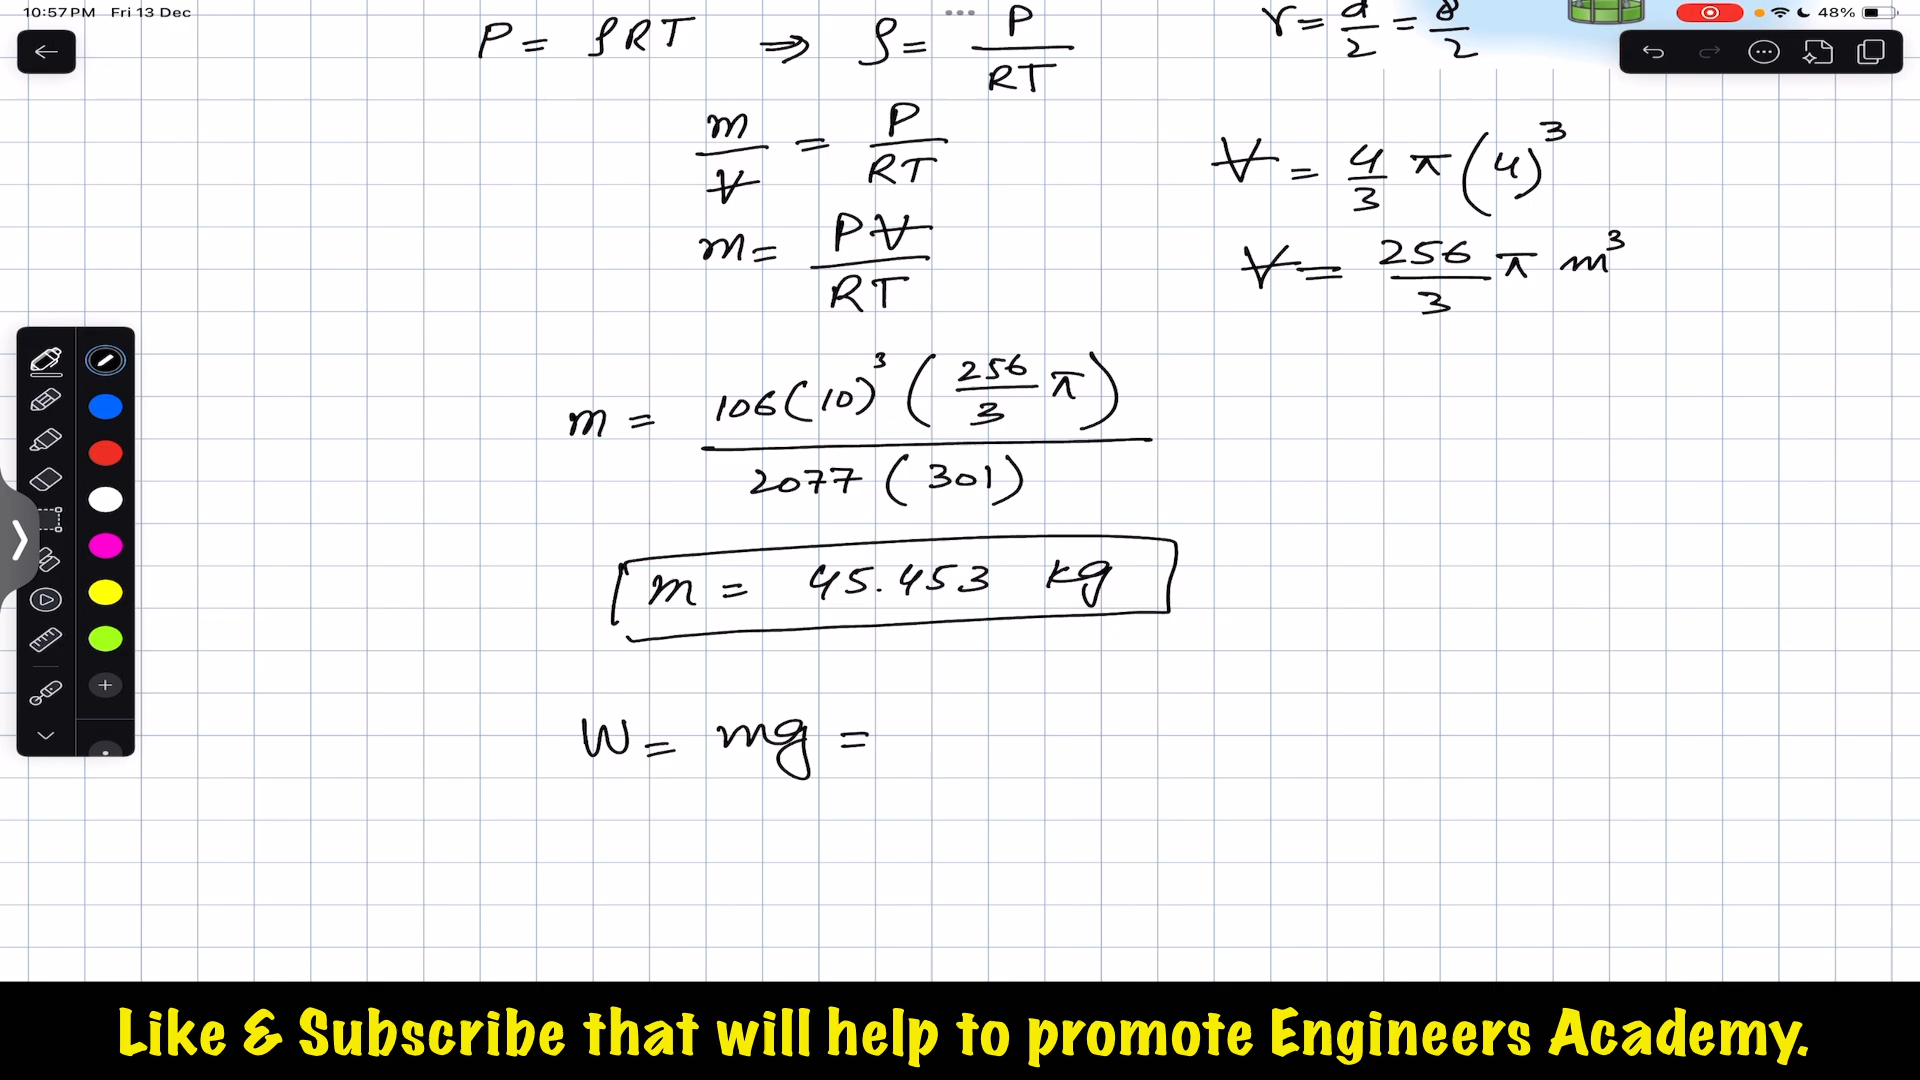 10:57 PM Fri 13 Dec
48%
P = ρRT ⇒ ρ = P/RT
r = d/2 = 8/2
m/V = P/RT
V = 4/3 π (4)³
m = PV/RT
V = 256/3 π m³
m = 106(10)³ (256/3 π) / 2077 (301)
m = 45.453 kg
W = mg =
Like & Subscribe that will help to promote Engineers Academy.